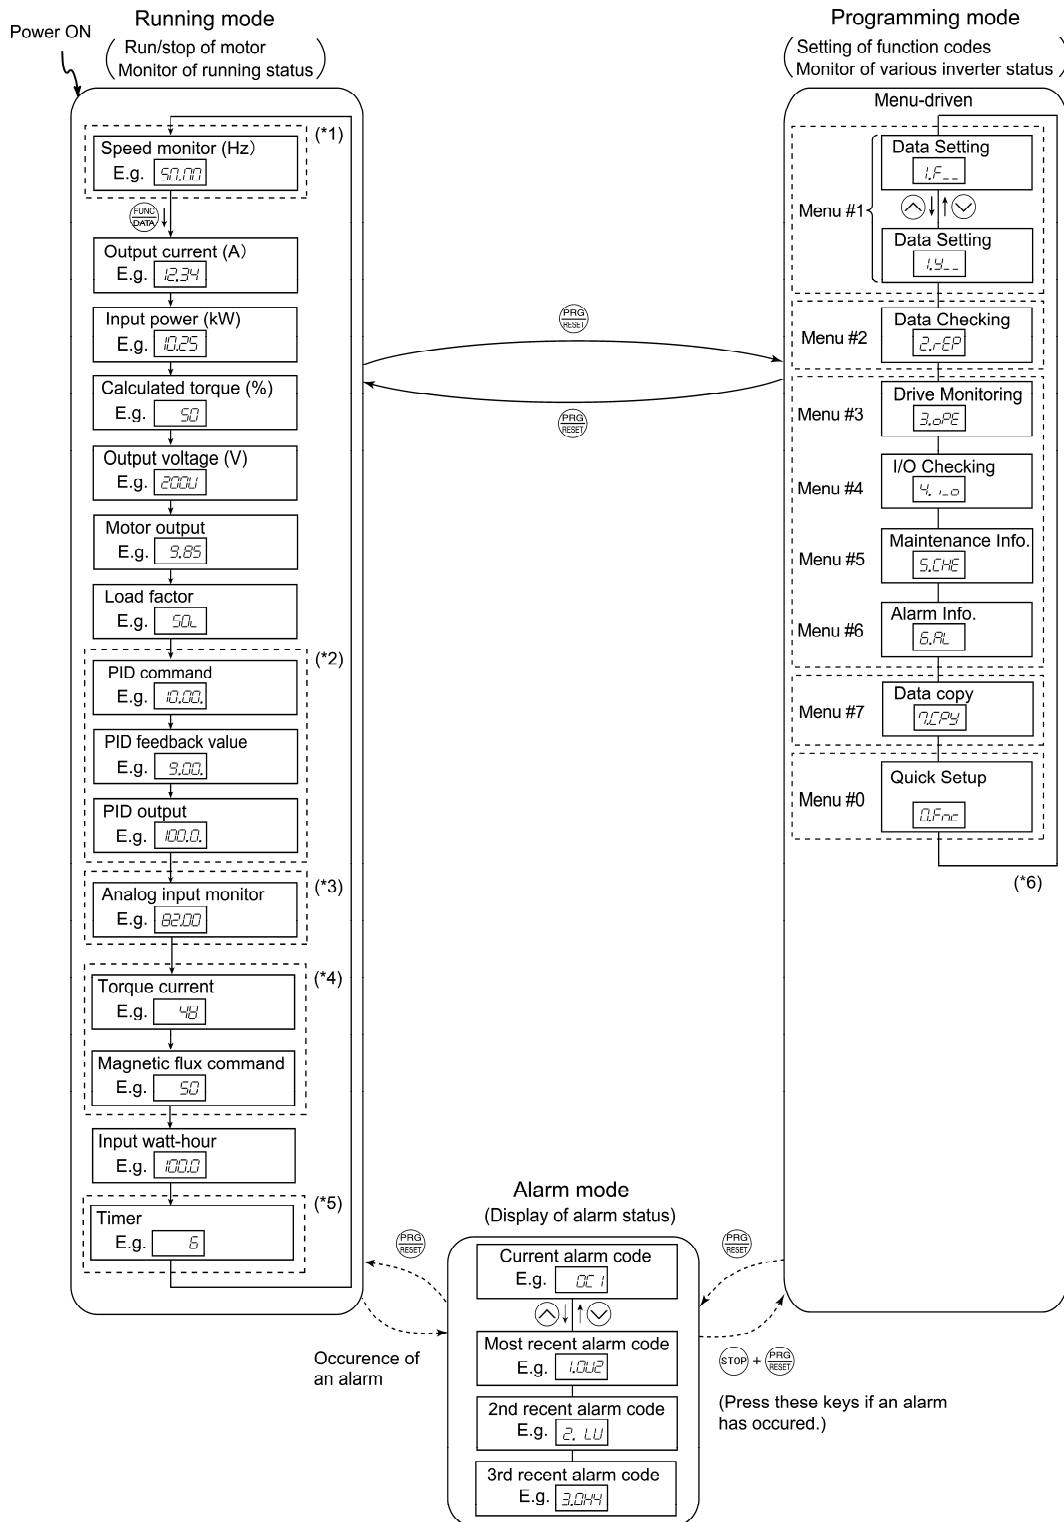 Power ON
Running mode
Run/stop of motor
Monitor of running status
(*1)
Speed monitor (Hz)
E.g. 50.00
FUNC
DATA
Output current (A)
E.g. 12.34
Input power (kW)
E.g. 10.25
Calculated torque (%)
E.g. 50
Output voltage (V)
E.g. 200U
Motor output
E.g. 9.85
Load factor
E.g. 50L
(*2)
PID command
E.g. 10.00.
PID feedback value
E.g. 9.00.
PID output
E.g. 100.0.
(*3)
Analog input monitor
E.g. 82.00
(*4)
Torque current
E.g. 48
Magnetic flux command
E.g. 50
Input watt-hour
E.g. 100.0
(*5)
Timer
E.g. 6
PRG
RESET
PRG
RESET
Programming mode
Setting of function codes
Monitor of various inverter status
Menu-driven
Menu #1
Data Setting
1.F_ _
Data Setting
1.y_ _
Menu #2
Data Checking
2.rEP
Menu #3
Drive Monitoring
3.oPE
Menu #4
I/O Checking
4.i_o
Menu #5
Maintenance Info.
5.CHE
Menu #6
Alarm Info.
6.AL
Menu #7
Data copy
7.CPY
Menu #0
Quick Setup
0.Fnc
(*6)
Alarm mode
(Display of alarm status)
PRG
RESET
PRG
RESET
Current alarm code
E.g. 0C1
Most recent alarm code
E.g. 1.0U2
2nd recent alarm code
E.g. 2. LU
3rd recent alarm code
E.g. 3.0H4
Occurence of
an alarm
STOP + PRG
RESET
(Press these keys if an alarm
has occured.)